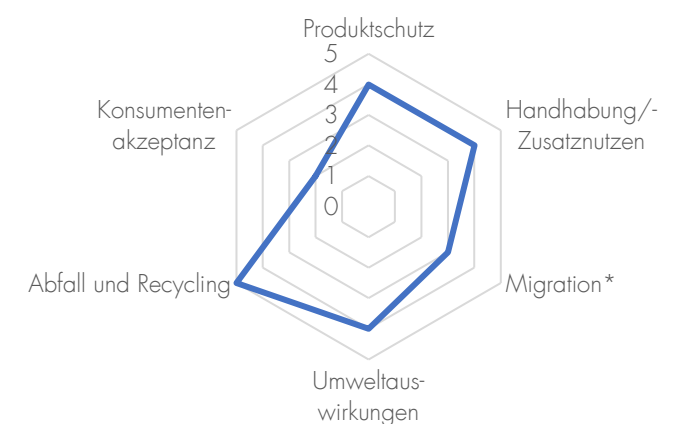 Produktschutz
5
4
3
2
1
0
Handhabung/-
Zusatznutzen
Migration*
Umweltaus-
wirkungen
Abfall und Recycling
Konsumenten-
akzeptanz